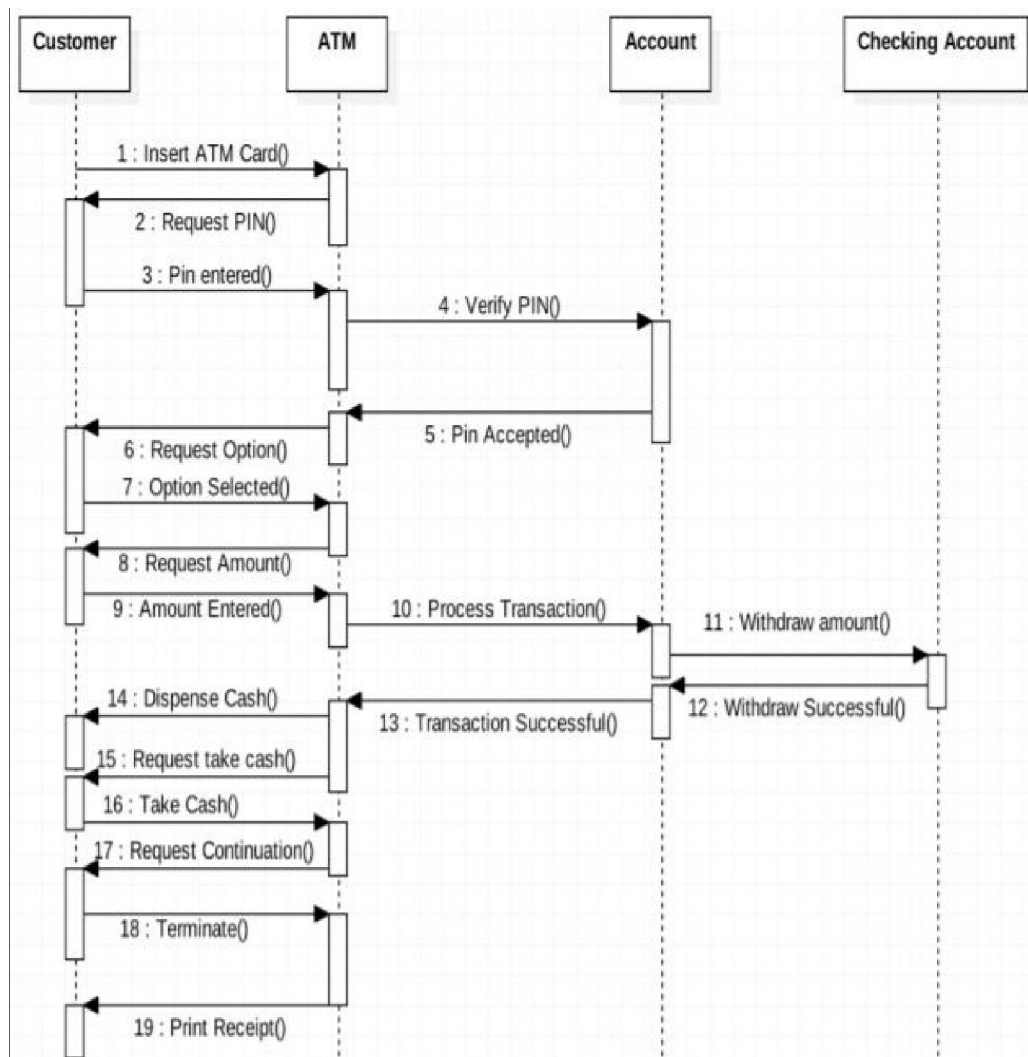 Customer
ATM
Account
Checking Account
1 : Insert ATM Card()
2 : Request PIN()
3 : Pin entered()
4 : Verify PIN()
5 : Pin Accepted()
6 : Request Option()
7 : Option Selected()
8 : Request Amount()
9 : Amount Entered()
10 : Process Transaction()
11 : Withdraw amount()
12 : Withdraw Successful()
13 : Transaction Successful()
14 : Dispense Cash()
15 : Request take cash()
16 : Take Cash()
17 : Request Continuation()
18 : Terminate()
19 : Print Receipt()